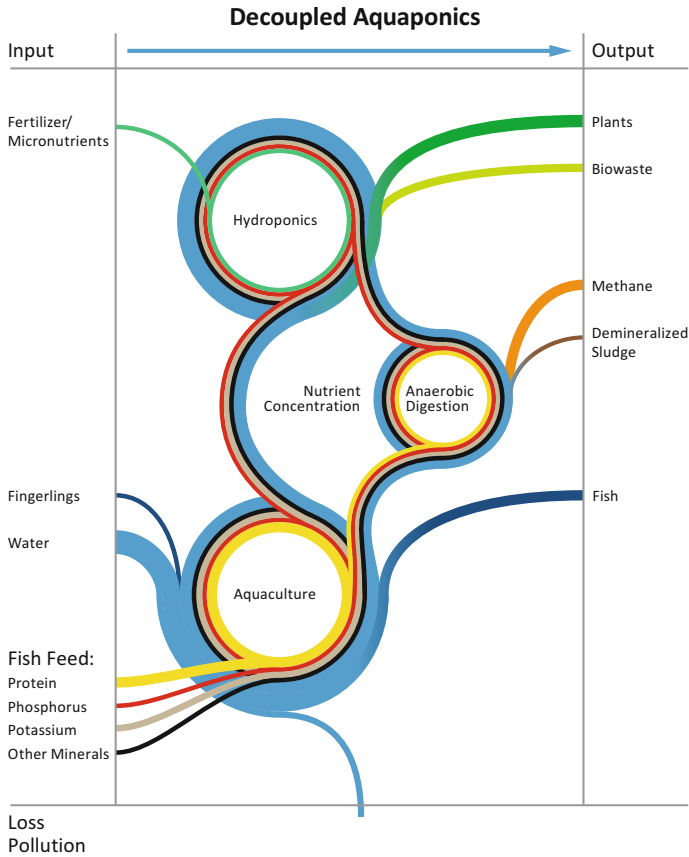 Decoupled Aquaponics
Input
Output
Fertilizer/
Micronutrients
Plants
Biowaste
Hydroponics
Methane
Demineralized
Sludge
Nutrient
Concentration
Anaerobic
Digestion
Fingerlings
Fish
Water
Aquaculture
Fish Feed:
Protein
Phosphorus
Potassium
Other Minerals
Loss
Pollution